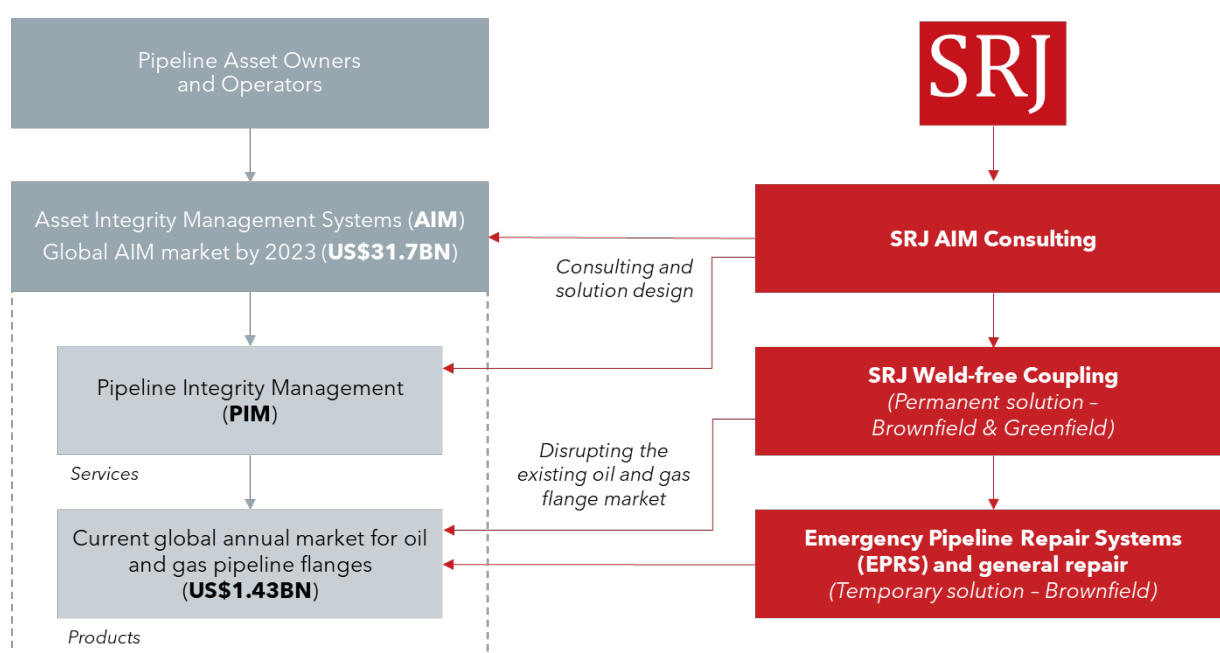 Pipeline Asset Owners
and Operators
SRJ
Asset Integrity Management Systems (AIM)
Global AIM market by 2023 (US$31.7BN)
SRJ AIM Consulting
Consulting and
solution design
Pipeline Integrity Management
(PIM)
Services
SRJ Weld-free Coupling
(Permanent solution –
Brownfield & Greenfield)
Disrupting the
existing oil and gas
flange market
Current global annual market for oil
and gas pipeline flanges
(US$1.43BN)
Products
Emergency Pipeline Repair Systems
(EPRS) and general repair
(Temporary solution – Brownfield)